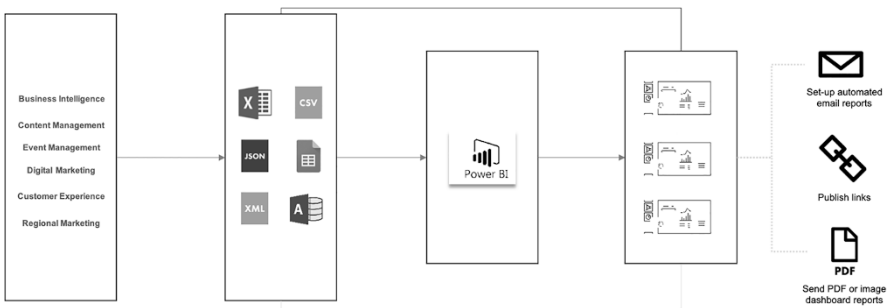 Business Intelligence
Content Management
Event Management
Digital Marketing
Customer Experience
Regional Marketing
X
CSV
JSON
XML
A
Power BI
Set-up automated
email reports
Publish links
PDF
Send PDF or image
dashboard reports